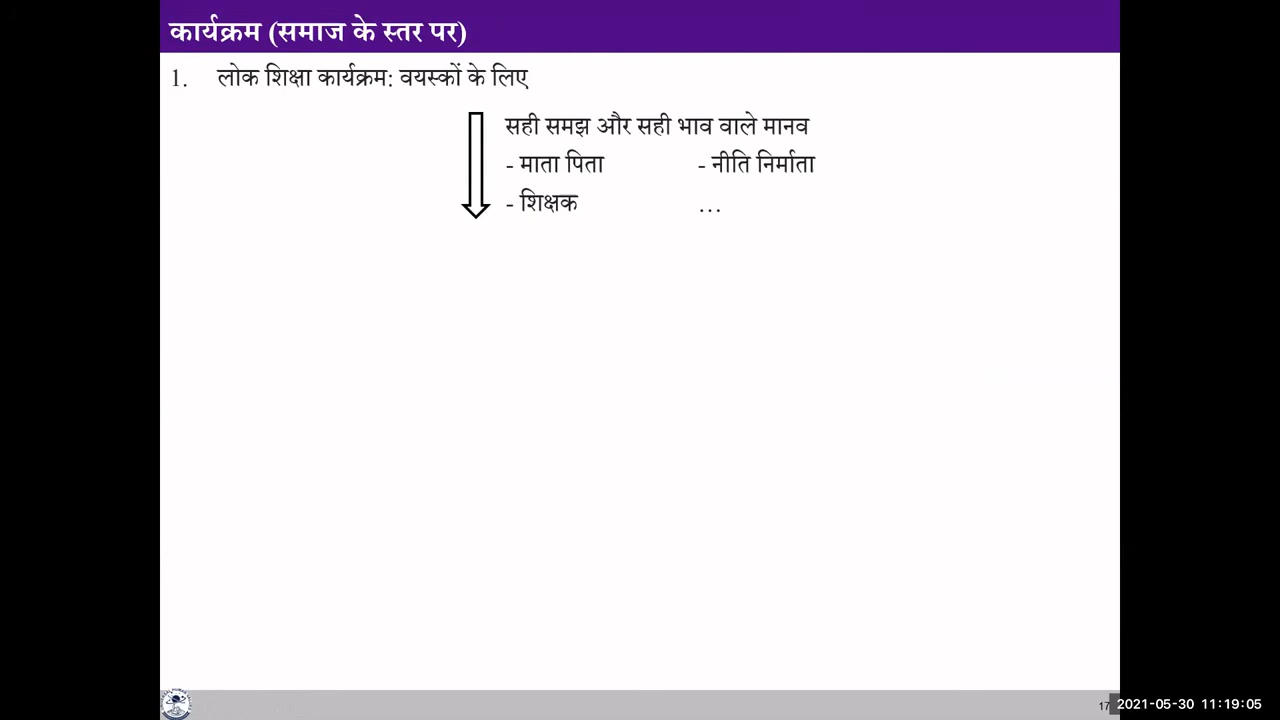 कार्यक्रम (समाज के स्तर पर)
1. लोक शिक्षा कार्यक्रम: वयस्कों के लिए
सही समझ और सही भाव वाले मानव
- माता पिता - नीति निर्माता
- शिक्षक ...
17
2021-05-30 11:19:05